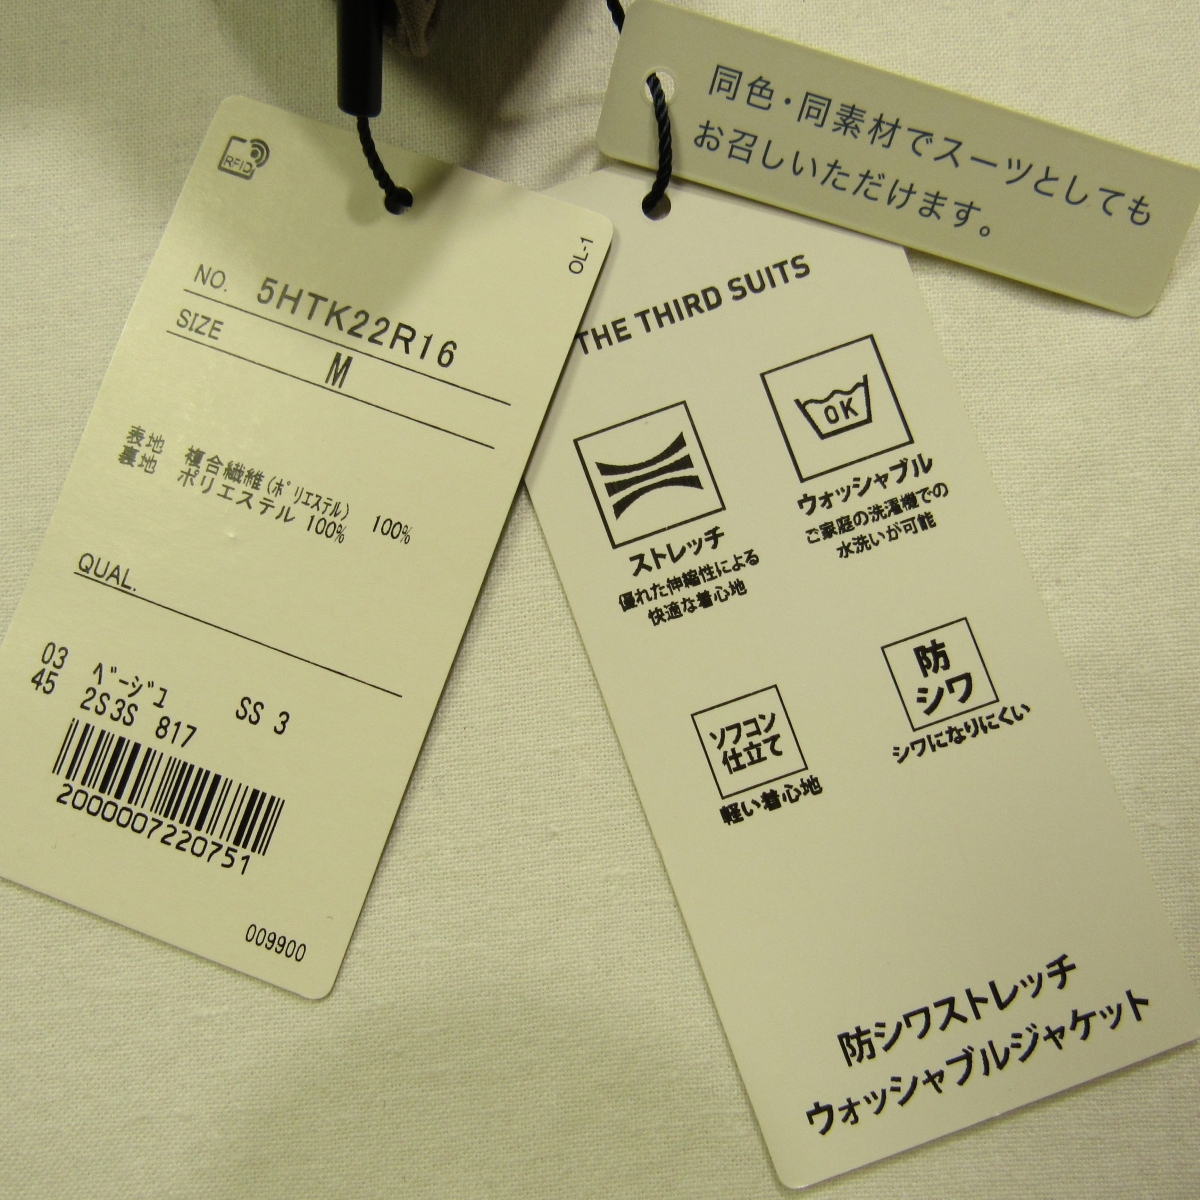 RFID
OL-1
NO. 5HTK22R16
SIZE M
表地 複合繊維(ﾎﾟﾘｴｽﾃﾙ) 100%
裏地 ポリエステル 100%
QUAL.
03 ﾍﾞｰｼﾞｭ SS 3
45 2S3S 817
2000007220751
009900
同色・同素材でスーツとしても
お召しいただけます。
THE THIRD SUITS
ストレッチ
優れた伸縮性による
快適な着心地
OK
ウォッシャブル
ご家庭の洗濯機での
水洗いが可能
ソフコン
仕立て
軽い着心地
防
シワ
シワになりにくい
防シワストレッチ
ウォッシャブルジャケット